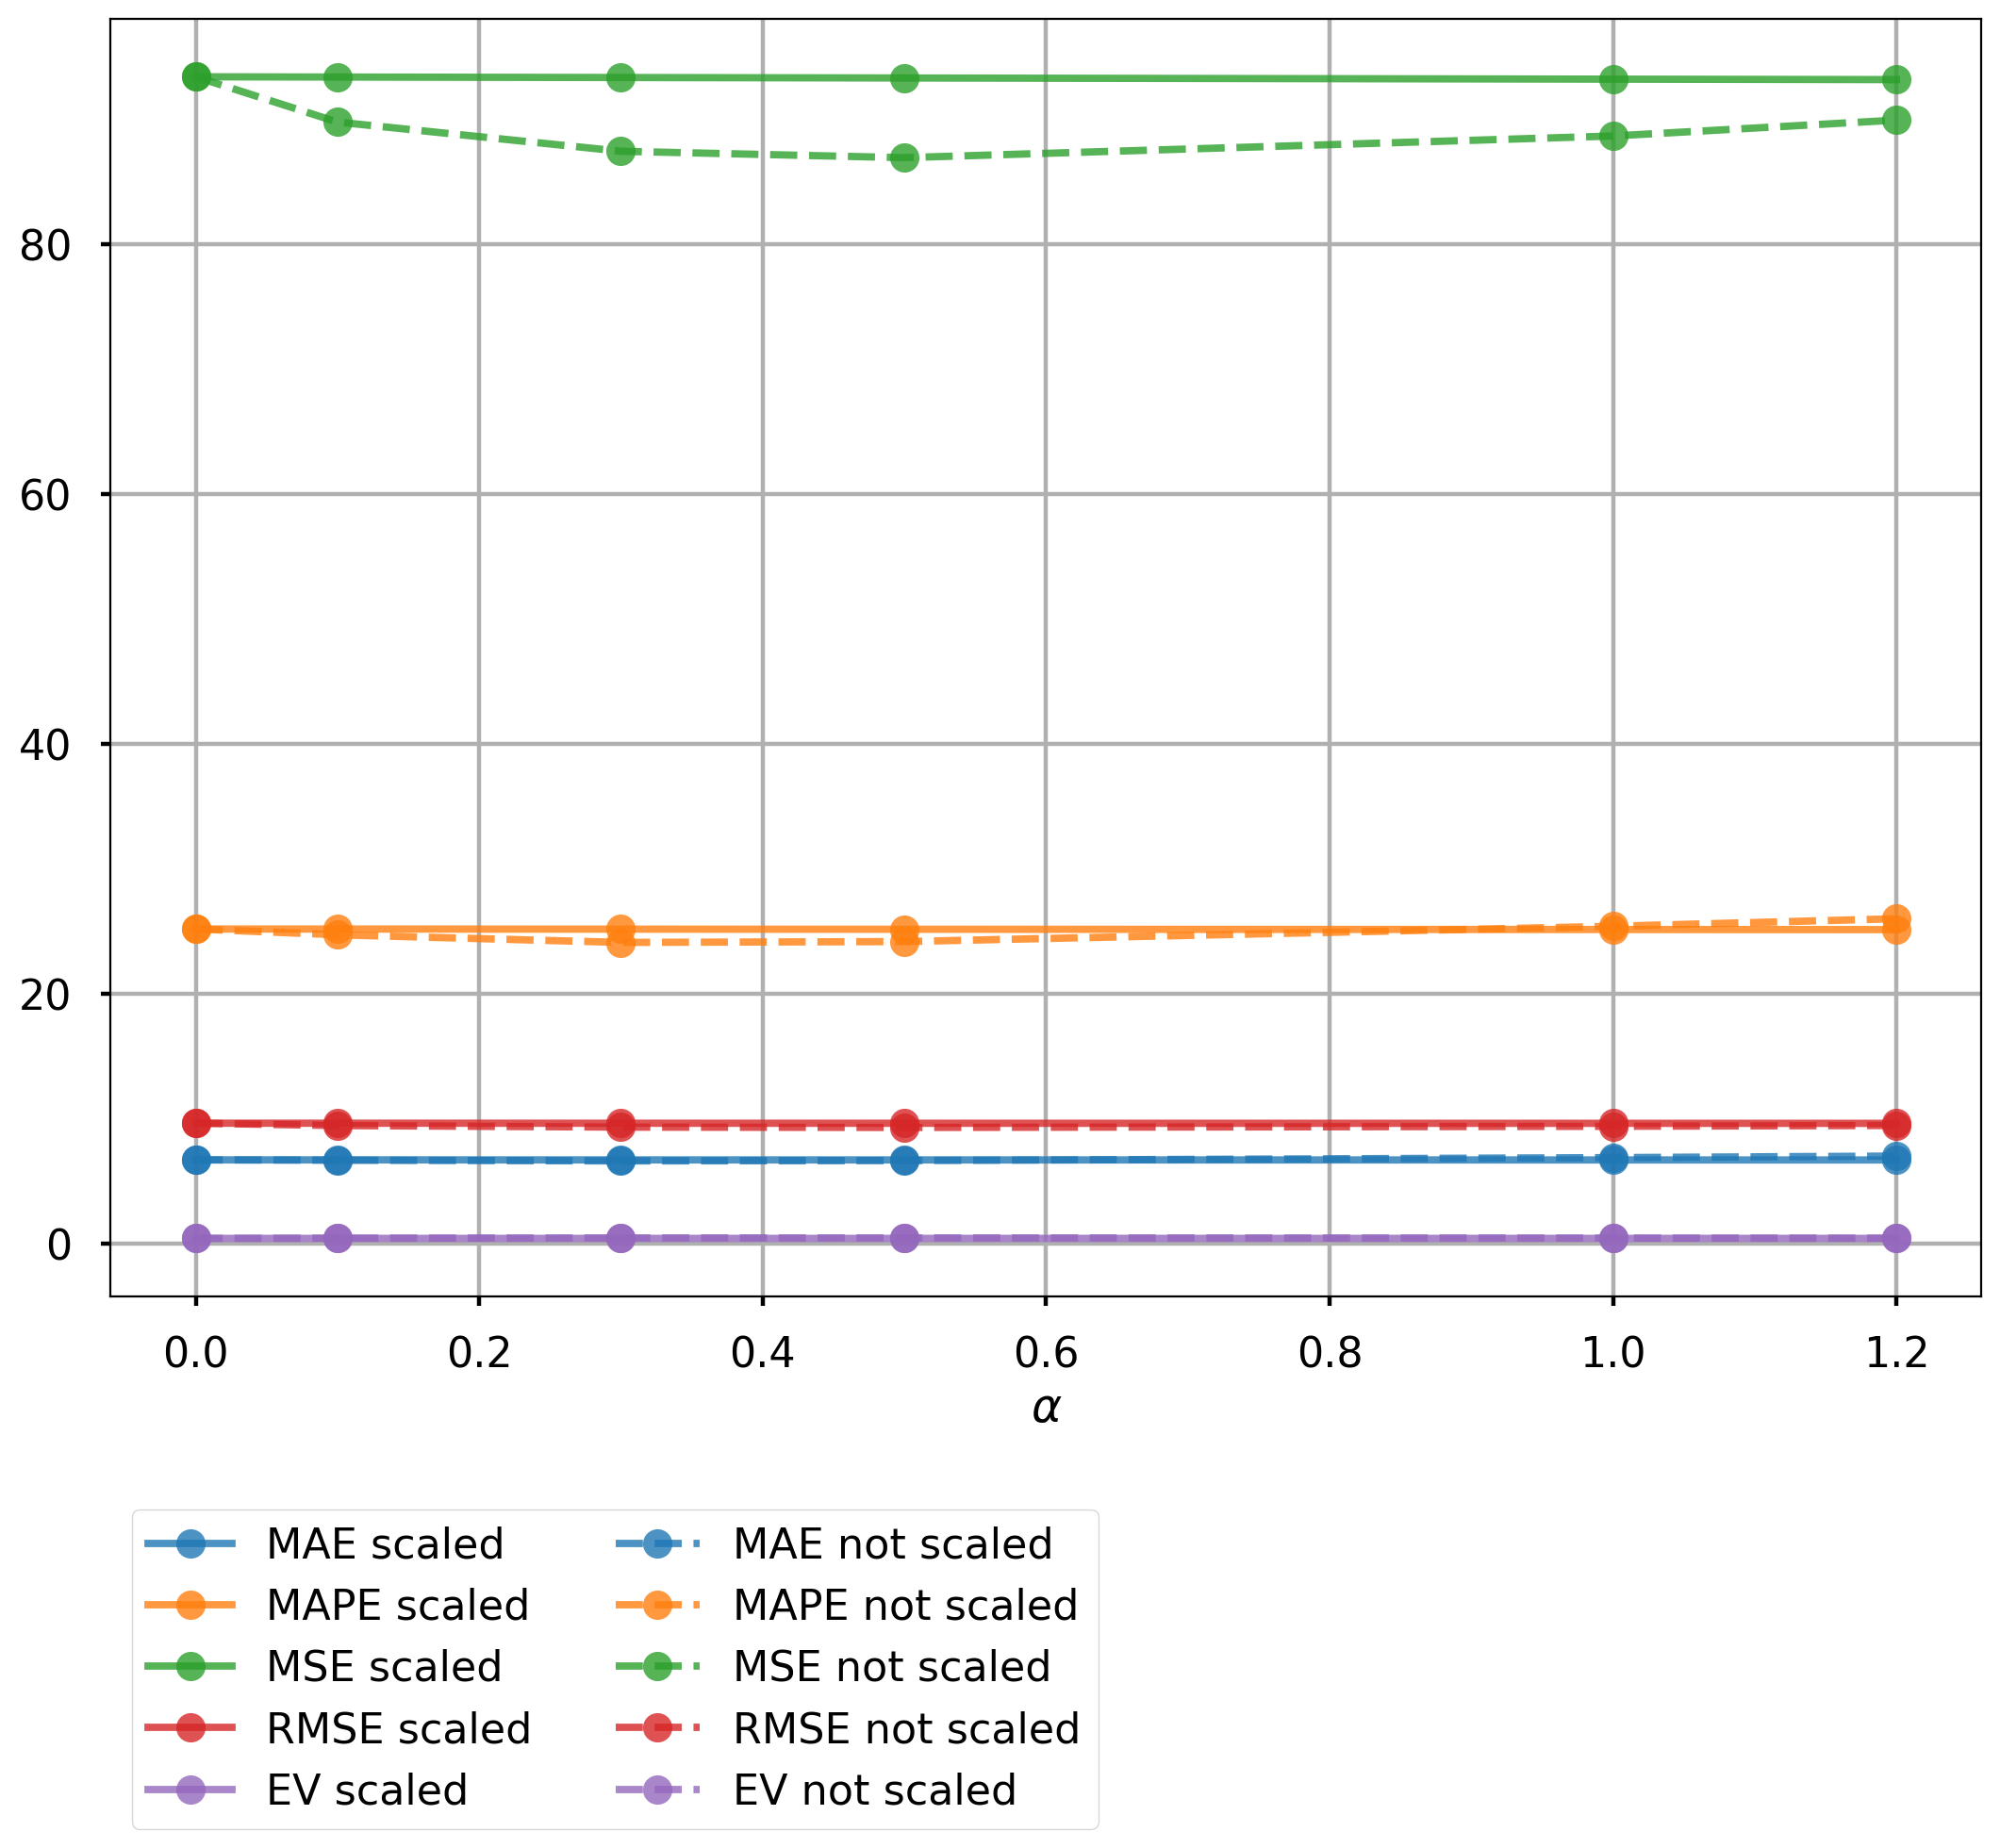 80
60
40
20
0
0.0 0.2 0.4 0.6 0.8 1.0 1.2
α
MAE scaled MAE not scaled
MAPE scaled MAPE not scaled
MSE scaled MSE not scaled
RMSE scaled RMSE not scaled
EV scaled EV not scaled